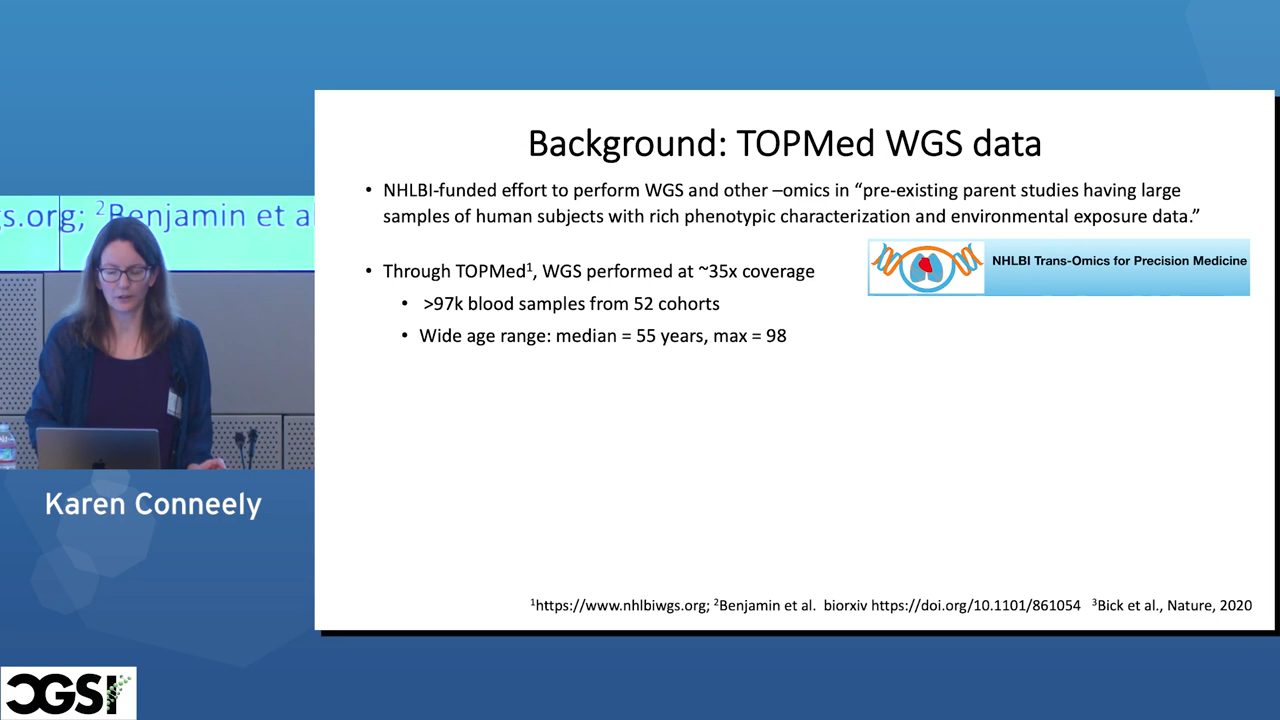 Background: TOPMed WGS data
• NHLBI-funded effort to perform WGS and other –omics in “pre-existing parent studies having large
samples of human subjects with rich phenotypic characterization and environmental exposure data.”
NHLBI Trans-Omics for Precision Medicine
• Through TOPMed¹, WGS performed at ~35x coverage
• >97k blood samples from 52 cohorts
• Wide age range: median = 55 years, max = 98
¹https://www.nhlbiwgs.org; ²Benjamin et al. biorxiv https://doi.org/10.1101/861054 ³Bick et al., Nature, 2020
gs.org; ²Benjamin et al
Karen Conneely
CGSI